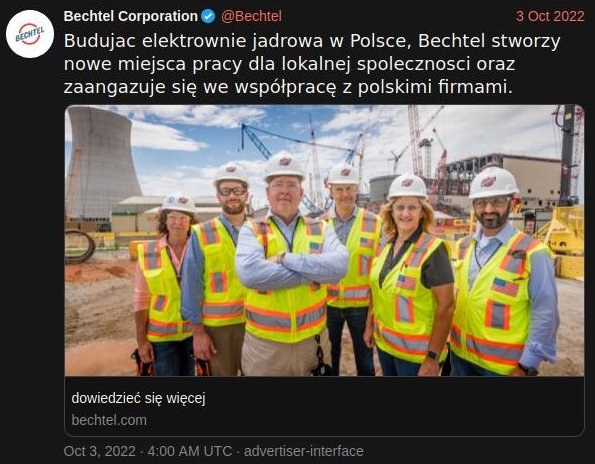 Bechtel Corporation @Bechtel 3 Oct 2022
BECHTEL
Budujac elektrownie jadrowa w Polsce, Bechtel stworzy
nowe miejsca pracy dla lokalnej spolecznosci oraz
zaangazuje się we współpracę z polskimi firmami.
dowiedzieć się więcej
bechtel.com
Oct 3, 2022 · 4:00 AM UTC · advertiser-interface